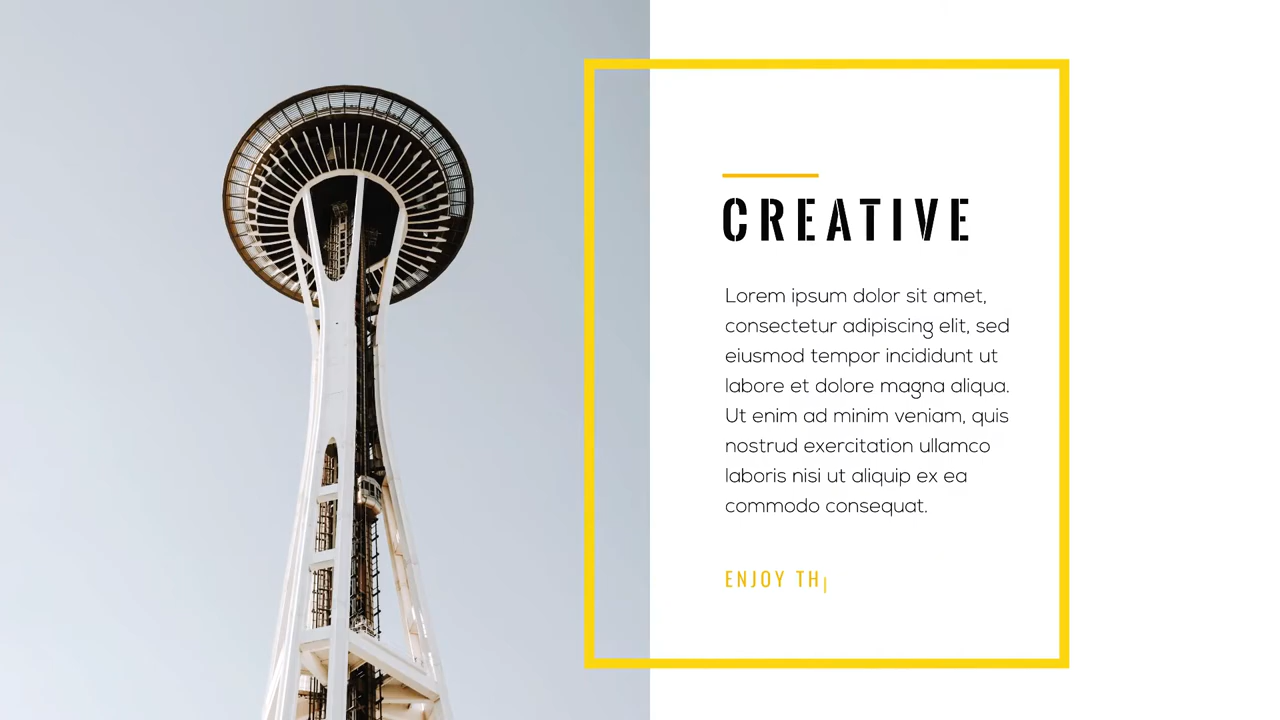 CREATIVE
Lorem ipsum dolor sit amet,
consectetur adipiscing elit, sed
eiusmod tempor incididunt ut
labore et dolore magna aliqua.
Ut enim ad minim veniam, quis
nostrud exercitation ullamco
laboris nisi ut aliquip ex ea
commodo consequat.
ENJOY TH